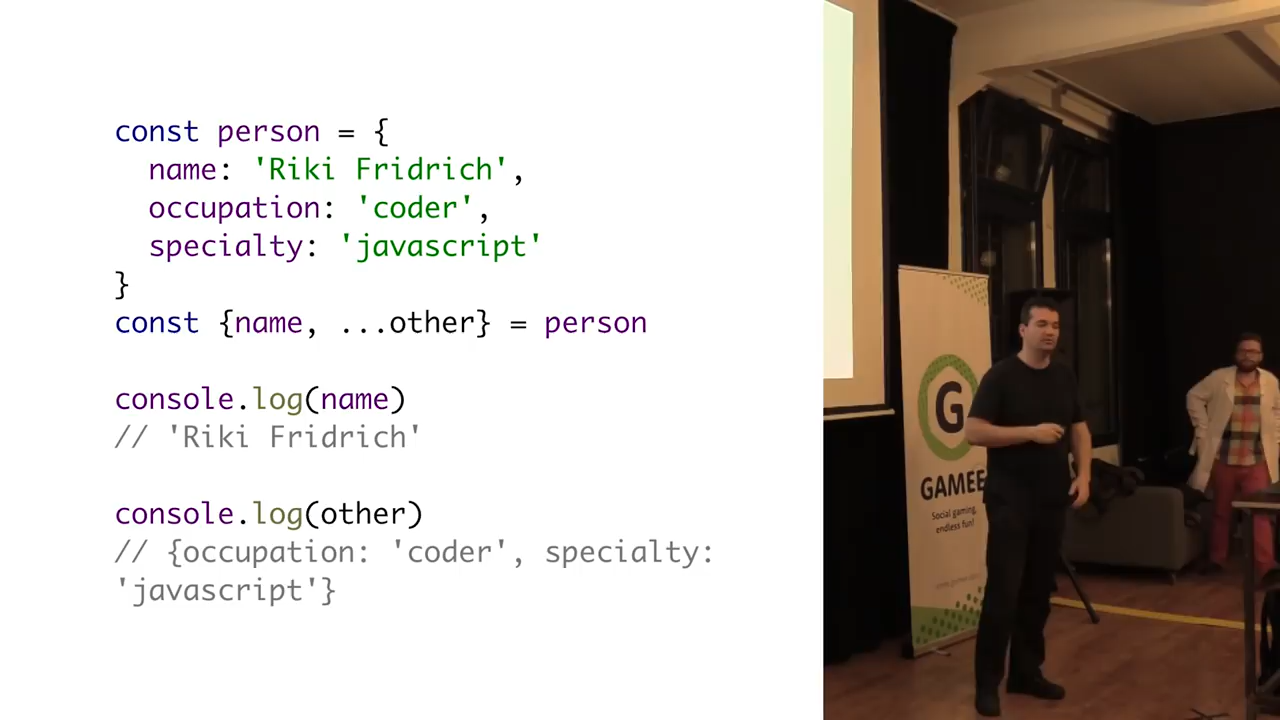 const person = {
  name: 'Riki Fridrich',
  occupation: 'coder',
  specialty: 'javascript'
}
const {name, ...other} = person
console.log(name)
// 'Riki Fridrich'
console.log(other)
// {occupation: 'coder', specialty:
'javascript'}
G
GAMEE
Social gaming,
endless fun!